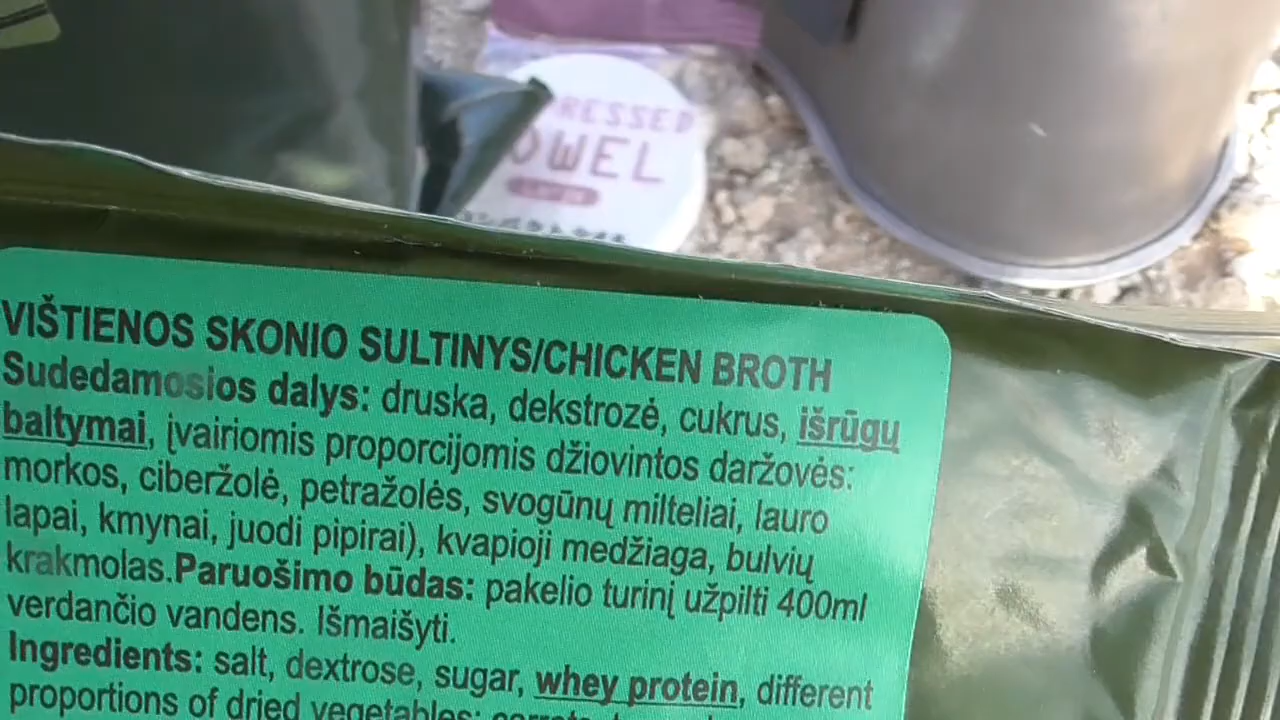 RESSED
OWEL
VIŠTIENOS SKONIO SULTINYS/CHICKEN BROTH
Sudedamosios dalys: druska, dekstrozė, cukrus, išrūgų
baltymai, įvairiomis proporcijomis džiovintos daržovės:
morkos, ciberžolė, petražolės, svogūnų milteliai, lauro
lapai, kmynai, juodi pipirai), kvapioji medžiaga, bulvių
krakmolas.Paruošimo būdas: pakelio turinį užpilti 400ml
verdančio vandens. Išmaišyti.
Ingredients: salt, dextrose, sugar, whey protein, different
proportions of dried vegetables: